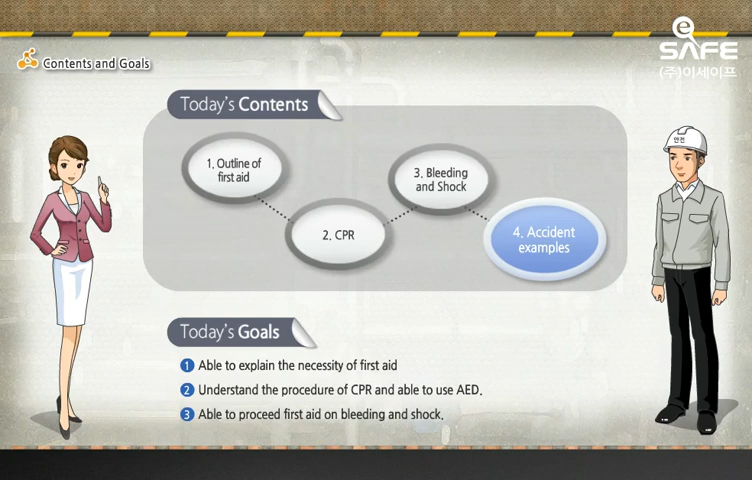 Contents and Goals
e
SAFE
(주)이세이프
Today's Contents
1. Outline of
first aid
2. CPR
3. Bleeding
and Shock
4. Accident
examples
안전
Today's Goals
1 Able to explain the necessity of first aid
2 Understand the procedure of CPR and able to use AED.
3 Able to proceed first aid on bleeding and shock.